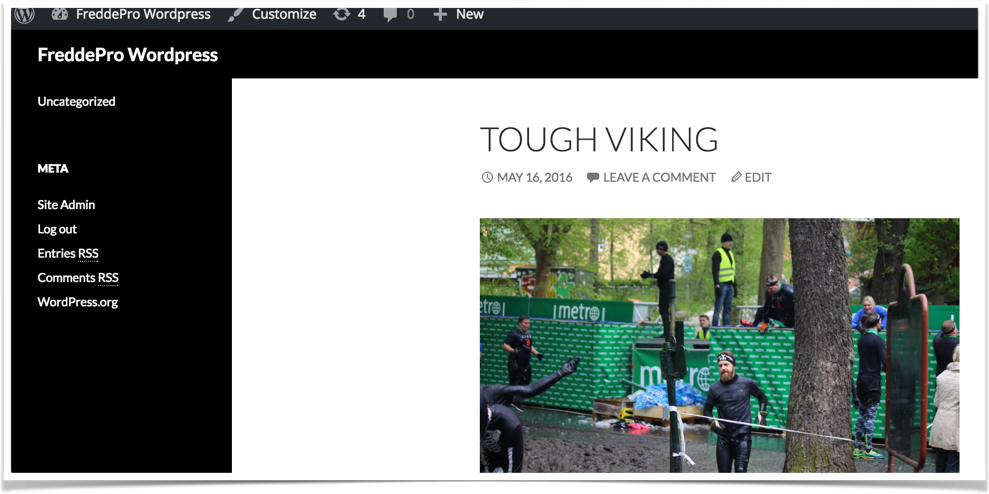 FreddePro Wordpress Customize 4 0 New
FreddePro Wordpress
Uncategorized
META
Site Admin
Log out
Entries RSS
Comments RSS
WordPress.org
TOUGH VIKING
MAY 16, 2016 LEAVE A COMMENT EDIT
metro
metro
metro